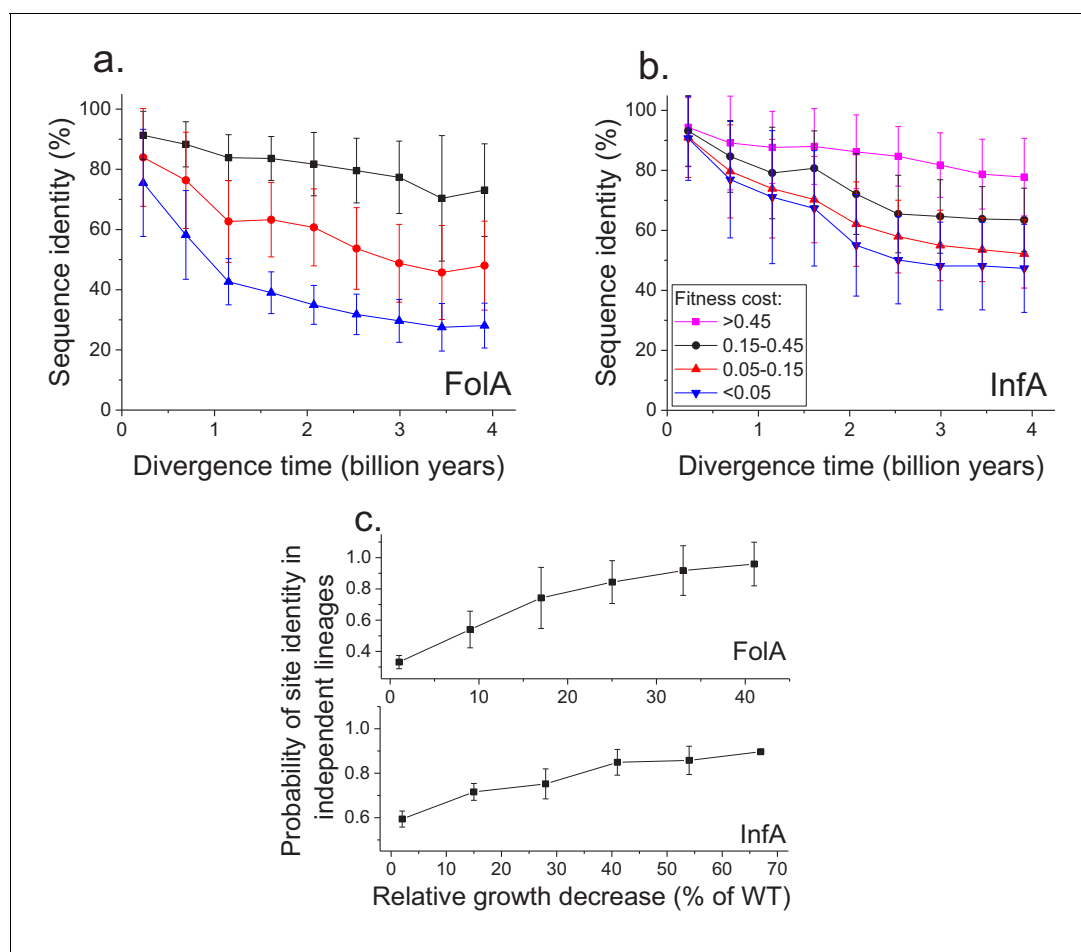 a.
100
80
60
40
20
0
Sequence identity (%)
FolA
0 1 2 3 4
Divergence time (billion years)
b.
100
80
60
40
20
0
Sequence identity (%)
Fitness cost:
>0.45
0.15-0.45
0.05-0.15
<0.05
InfA
0 1 2 3 4
Divergence time (billion years)
c.
Probability of site identity in
independent lineages
1.0
0.8
0.6
0.4
FolA
0 10 20 30 40
1.0
0.8
0.6
InfA
0 10 20 30 40 50 60 70
Relative growth decrease (% of WT)